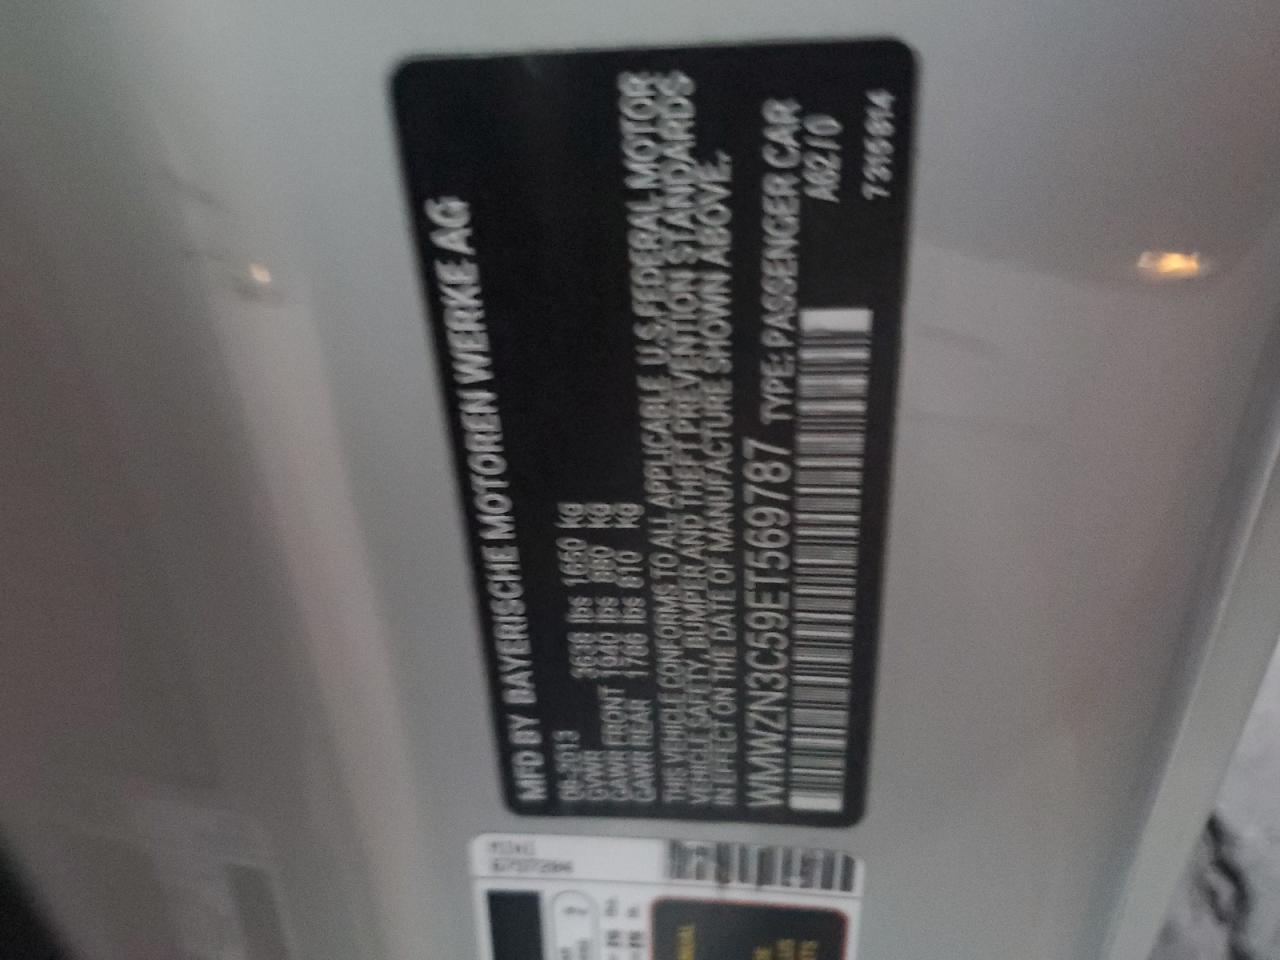 MFD BY BAYERISCHE MOTOREN WERKE AG
08-2013
GVWR 3638 lbs 1650 kg
GAWR FRONT 1940 lbs 880 kg
GAWR REAR 1786 lbs 810 kg
THIS VEHICLE CONFORMS TO ALL APPLICABLE U.S. FEDERAL MOTOR
VEHICLE SAFETY, BUMPER AND THEFT PREVENTION STANDARDS
IN EFFECT ON THE DATE OF MANUFACTURE SHOWN ABOVE.
WMWZN3C59ET569787 TYPE: PASSENGER CAR
A62/0
7315814
MINI